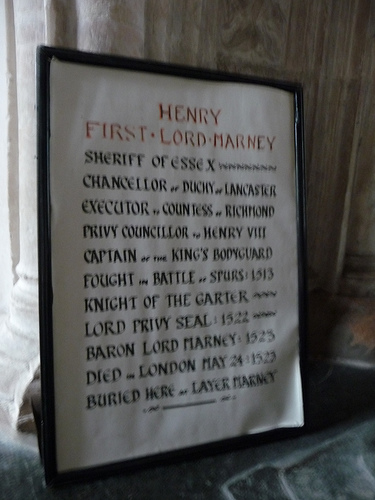 HENRY
FIRST · LORD · MARNEY
SHERIFF OF ESSEX
CHANCELLOR OF DUCHY OF LANCASTER
EXECUTOR TO COUNTESS OF RICHMOND
PRIVY COUNCILLOR TO HENRY VIII
CAPTAIN OF THE KING'S BODYGUARD
FOUGHT IN BATTLE OF SPURS: 1513
KNIGHT OF THE GARTER
LORD PRIVY SEAL: 1522
BARON LORD MARNEY: 1523
DIED IN LONDON MAY 24: 1523
BURIED HERE AT LAYER MARNEY